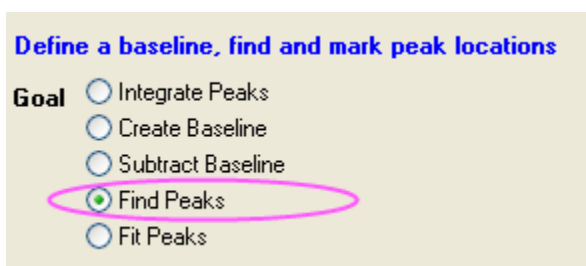 Define a baseline, find and mark peak locations
Goal
Integrate Peaks
Create Baseline
Subtract Baseline
Find Peaks
Fit Peaks